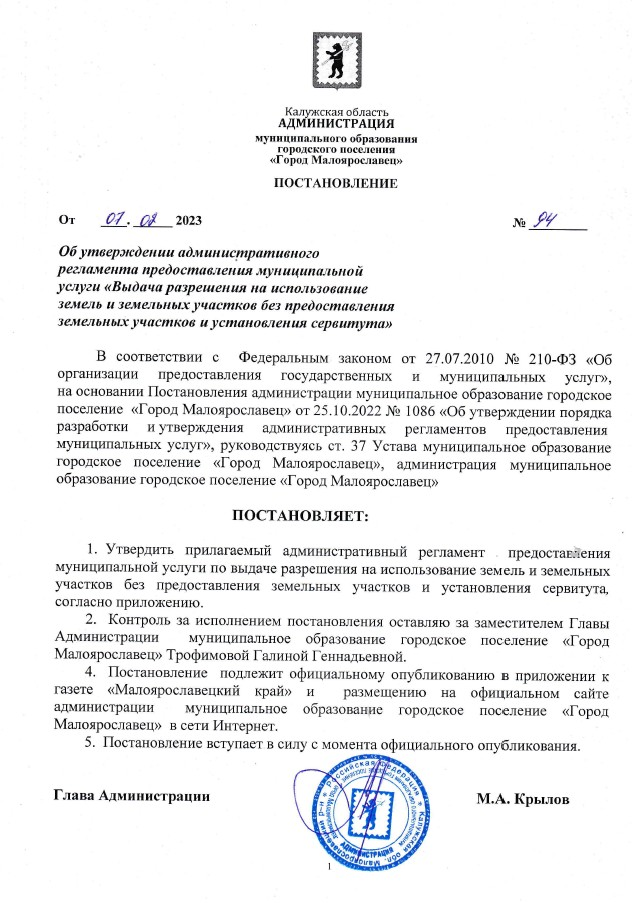 Калужская область
АДМИНИСТРАЦИЯ
муниципального образования
городского поселения
«Город Малоярославец»
ПОСТАНОВЛЕНИЕ
От 07. 02 2023 № 94
Об утверждении административного
регламента предоставления муниципальной
услуги «Выдача разрешения на использование
земель и земельных участков без предоставления
земельных участков и установления сервитута»
В соответствии с Федеральным законом от 27.07.2010 № 210-ФЗ «Об
организации предоставления государственных и муниципальных услуг»,
на основании Постановления администрации муниципальное образование городское
поселение «Город Малоярославец» от 25.10.2022 № 1086 «Об утверждении порядка
разработки и утверждения административных регламентов предоставления
муниципальных услуг», руководствуясь ст. 37 Устава муниципальное образование
городское поселение «Город Малоярославец», администрация муниципальное
образование городское поселение «Город Малоярославец»
ПОСТАНОВЛЯЕТ:
1. Утвердить прилагаемый административный регламент предоставления
муниципальной услуги по выдаче разрешения на использование земель и земельных
участков без предоставления земельных участков и установления сервитута,
согласно приложению.
2. Контроль за исполнением постановления оставляю за заместителем Главы
Администрации муниципальное образование городское поселение «Город
Малоярославец» Трофимовой Галиной Геннадьевной.
4. Постановление подлежит официальному опубликованию в приложении к
газете «Малоярославецкий край» и размещению на официальном сайте
администрации муниципальное образование городское поселение «Город
Малоярославец» в сети Интернет.
5. Постановление вступает в силу с момента официального опубликования.
Глава Администрации М.А. Крылов
Российская Федерация * Калужская обл. Малоярославецкий р-н
АДМИНИСТРАЦИЯ
1